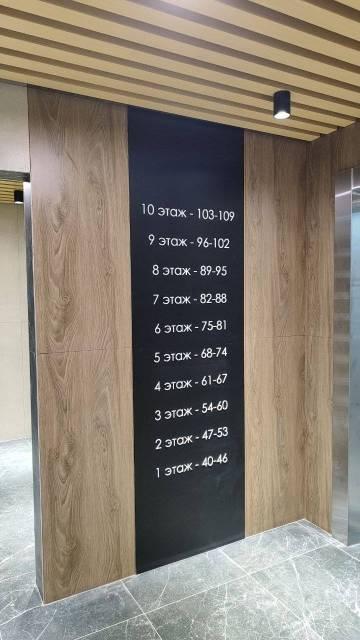 10 этаж - 103-109
9 этаж - 96-102
8 этаж - 89-95
7 этаж - 82-88
6 этаж - 75-81
5 этаж - 68-74
4 этаж - 61-67
3 этаж - 54-60
2 этаж - 47-53
1 этаж - 40-46